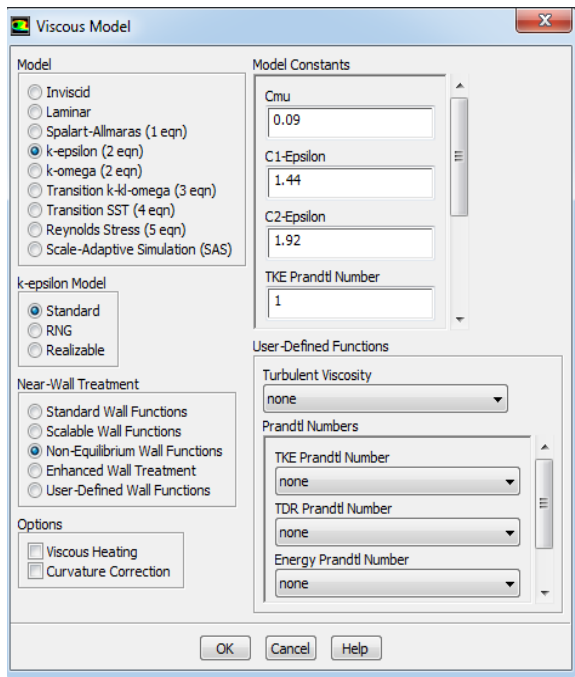 Viscous Model
Model
Inviscid
Laminar
Spalart-Allmaras (1 eqn)
k-epsilon (2 eqn)
k-omega (2 eqn)
Transition k-kl-omega (3 eqn)
Transition SST (4 eqn)
Reynolds Stress (5 eqn)
Scale-Adaptive Simulation (SAS)
k-epsilon Model
Standard
RNG
Realizable
Near-Wall Treatment
Standard Wall Functions
Scalable Wall Functions
Non-Equilibrium Wall Functions
Enhanced Wall Treatment
User-Defined Wall Functions
Options
Viscous Heating
Curvature Correction
Model Constants
Cmu
0.09
C1-Epsilon
1.44
C2-Epsilon
1.92
TKE Prandtl Number
1
User-Defined Functions
Turbulent Viscosity
none
Prandtl Numbers
TKE Prandtl Number
none
TDR Prandtl Number
none
Energy Prandtl Number
none
OK
Cancel
Help